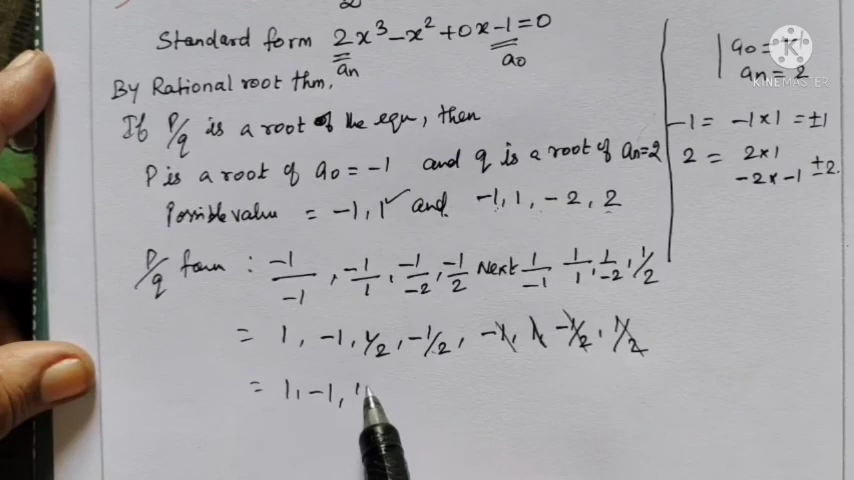 Standard form 2x³-x²+0x-1=0
an a0
By Rational root thm,
If P/q is a root of the equ, then
P is a root of a0 = -1 and q is a root of an=2
Possible value = -1, 1✓ and -1, 1, -2, 2
P/q form : -1/-1, -1/1, -1/-2, -1/2 Next 1/-1, 1/1, 1/-2, 1/2
= 1, -1, 1/2, -1/2, -1, 1, -1/2, 1/2
= 1, -1,
a0 = -1
an = 2
-1 = -1×1 = ±1
2 = 2×1
-2×-1 ±2.
KINEMASTER